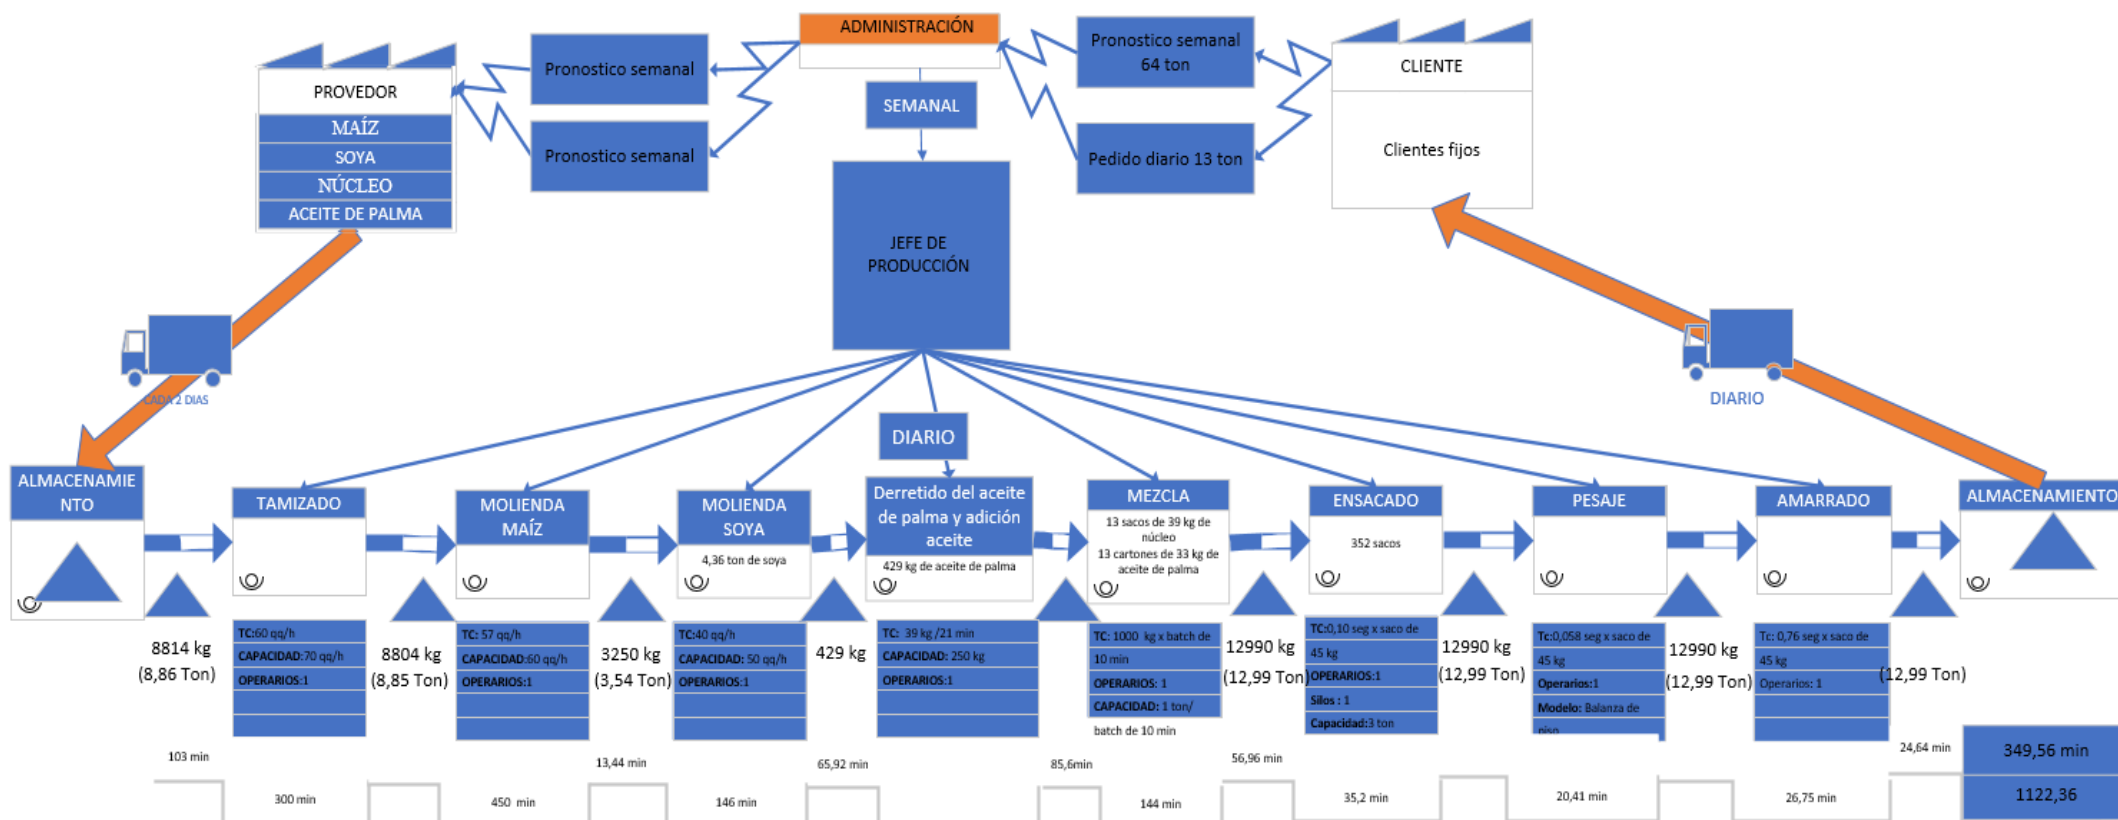 ADMINISTRACIÓN
Pronostico semanal
64 ton
CLIENTE
Pronostico semanal
PROVEDOR
SEMANAL
MAÍZ
SOYA
NÚCLEO
ACEITE DE PALMA
Pronostico semanal
Pedido diario 13 ton
Clientes fijos
JEFE DE
PRODUCCIÓN
CADA 2 DIAS
DIARIO
DIARIO
ALMACENAMIE
NTO
TAMIZADO
MOLIENDA
MAÍZ
MOLIENDA
SOYA
4,36 ton de soya
Derretido del aceite
de palma y adición
aceite
429 kg de aceite de palma
MEZCLA
13 sacos de 39 kg de
núcleo
13 cartones de 33 kg de
aceite de palma
ENSACADO
352 sacos
PESAJE
AMARRADO
ALMACENAMIENTO
8814 kg
(8,86 Ton)
TC:60 qq/h
CAPACIDAD:70 qq/h
OPERARIOS:1
8804 kg
(8,85 Ton)
TC: 57 qq/h
CAPACIDAD:60 qq/h
OPERARIOS:1
3250 kg
(3,54 Ton)
TC:40 qq/h
CAPACIDAD: 50 qq/h
OPERARIOS:1
429 kg
TC: 39 kg /21 min
CAPACIDAD: 250 kg
OPERARIOS:1
TC: 1000 kg x batch de
10 min
OPERARIOS: 1
CAPACIDAD: 1 ton/
batch de 10 min
12990 kg
(12,99 Ton)
TC:0,10 seg x saco de
45 kg
OPERARIOS:1
Silos : 1
Capacidad:3 ton
12990 kg
(12,99 Ton)
Tc:0,058 seg x saco de
45 kg
Operarios:1
Modelo: Balanza de
piso
12990 kg
(12,99 Ton)
Tc: 0,76 seg x saco de
45 kg
Operarios: 1
(12,99 Ton)
103 min
13,44 min
65,92 min
85,6min
56,96 min
24,64 min
349,56 min
300 min
450 min
146 min
144 min
35,2 min
20,41 min
26,75 min
1122,36